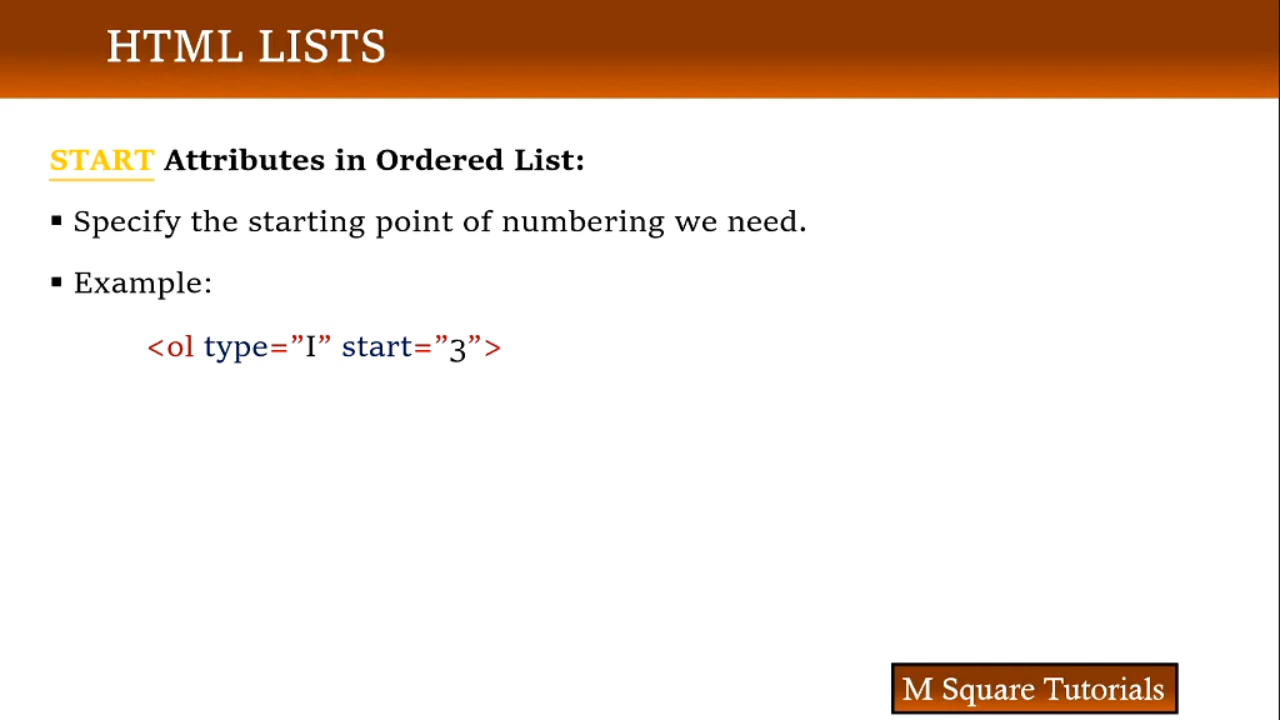 HTML LISTS
START Attributes in Ordered List:
▪ Specify the starting point of numbering we need.
▪ Example:
<ol type=”I” start=”3”>
M Square Tutorials